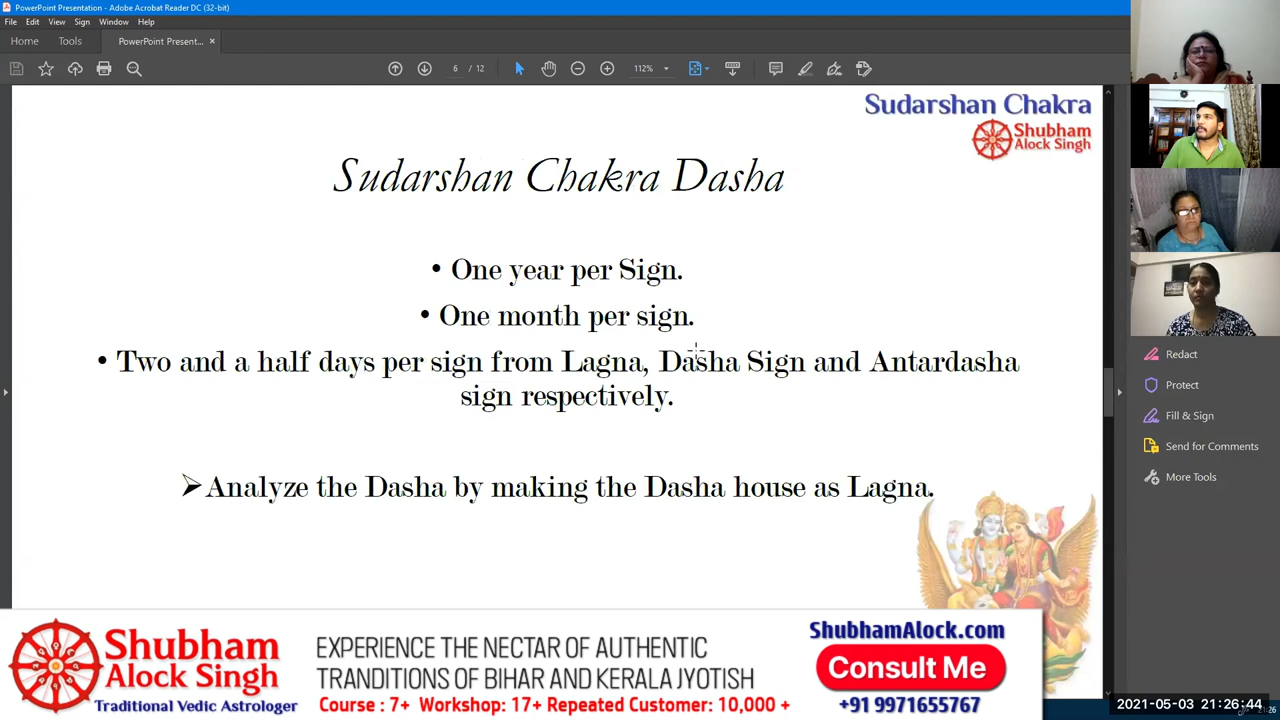 PowerPoint Presentation - Adobe Acrobat Reader DC (32-bit)
File Edit View Sign Window Help
Home Tools PowerPoint Present... ×
6 / 12 112%
Sudarshan Chakra
Shubham
Alock Singh
Sudarshan Chakra Dasha
• One year per Sign.
• One month per sign.
• Two and a half days per sign from Lagna, Dasha Sign and Antardasha
sign respectively.
➢Analyze the Dasha by making the Dasha house as Lagna.
Redact
Protect
Fill & Sign
Send for Comments
More Tools
Shubham
Alock Singh
Traditional Vedic Astrologer
EXPERIENCE THE NECTAR OF AUTHENTIC
TRANDITIONS OF BIHAR AND KERALA JYOTISH
Course : 7+ Workshop: 17+ Repeated Customer: 10,000 +
ShubhamAlock.com
Consult Me
+91 9971655767
2021-05-03 21:26:44